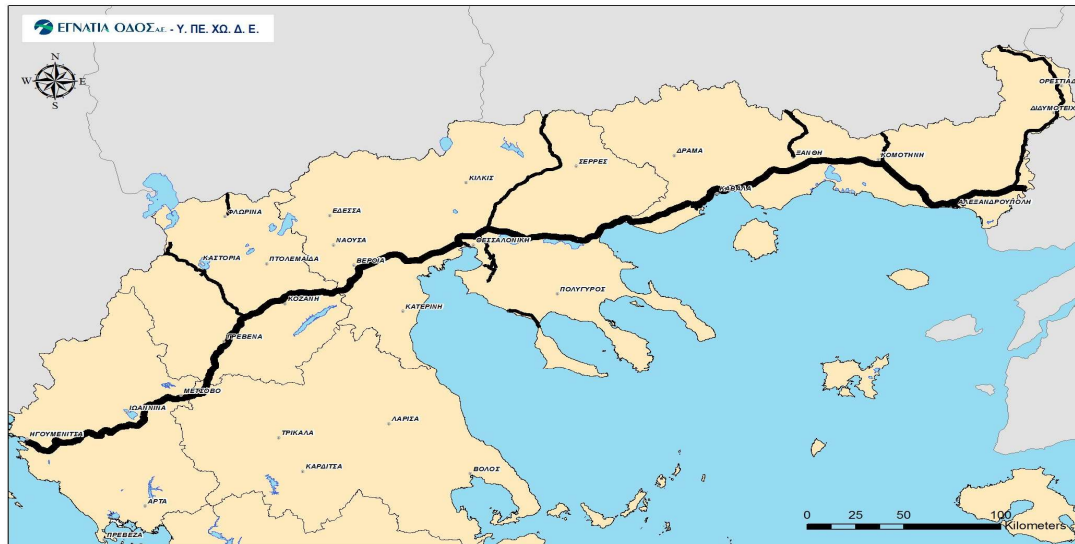 ΕΓΝΑΤΙΑ ΟΔΟΣ Α.Ε. - Υ. ΠΕ. ΧΩ. Δ. Ε.
N
W E
S
ΟΡΕΣΤΙΑΔ
ΔΙΔΥΜΟΤΕΙΧ
ΔΡΑΜΑ
ΞΑΝΘΗ
ΚΟΜΟΤΗΝΗ
ΣΕΡΡΕΣ
ΚΙΛΚΙΣ
ΚΑΒΑΛΑ
ΑΛΕΞΑΝΔΡΟΥΠΟΛΗ
ΦΛΩΡΙΝΑ
ΕΔΕΣΣΑ
ΝΑΟΥΣΑ
ΘΕΣΣΑΛΟΝΙΚΗ
ΚΑΣΤΟΡΙΑ
ΠΤΟΛΕΜΑΪΔΑ
ΒΕΡΟΙΑ
ΠΟΛΥΓΥΡΟΣ
ΚΟΖΑΝΗ
ΚΑΤΕΡΙΝΗ
ΓΡΕΒΕΝΑ
ΜΕΤΣΟΒΟ
ΙΩΑΝΝΙΝΑ
ΛΑΡΙΣΑ
ΗΓΟΥΜΕΝΙΤΣΑ
ΤΡΙΚΑΛΑ
ΚΑΡΔΙΤΣΑ
ΒΟΛΟΣ
ΑΡΤΑ
ΠΡΕΒΕΖΑ
0 25 50 100
Kilometers